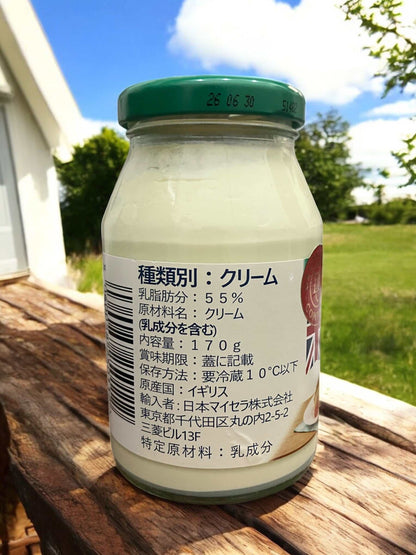 26 06 30
種類別：クリーム
乳脂肪分：５５％
原材料名：クリーム
(乳成分を含む)
内容量：１７０ｇ
賞味期限：蓋に記載
保存方法：要冷蔵１０℃以下
原産国：イギリス
輸入者：日本マイセラ株式会社
東京都千代田区丸の内2-5-2
三菱ビル13F
特定原材料：乳成分